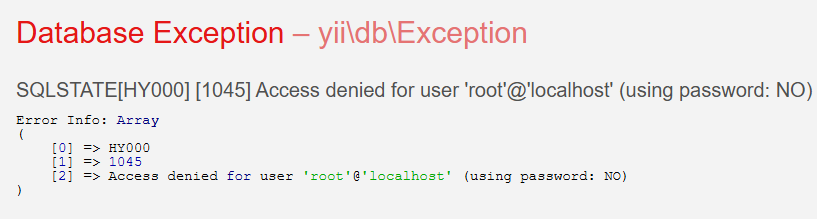 Database Exception – yii\db\Exception
SQLSTATE[HY000] [1045] Access denied for user 'root'@'localhost' (using password: NO)
Error Info: Array
(
    [0] => HY000
    [1] => 1045
    [2] => Access denied for user 'root'@'localhost' (using password: NO)
)